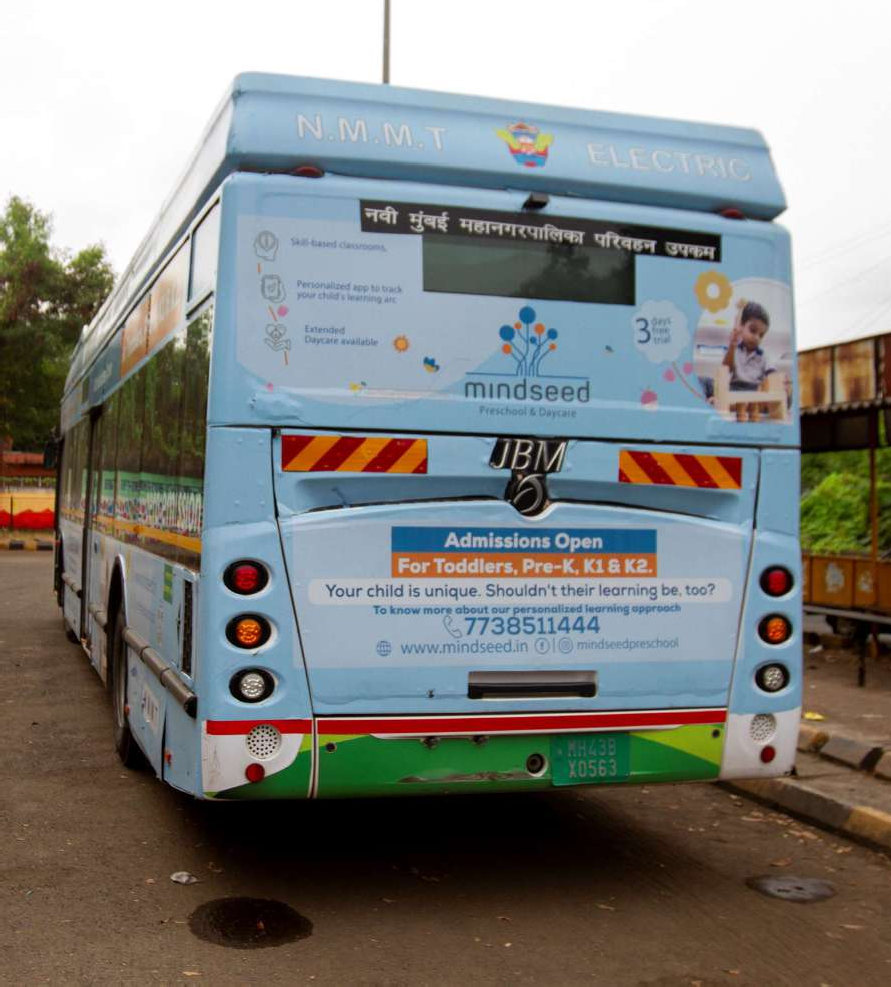 N.M.M.T ELECTRIC
नवी मुंबई महानगरपालिका परिवहन उपक्रम
Skill-based classrooms.
Personalized app to track
your child's learning arc
Extended
Daycare available
3 days
free
trial
mindseed
Preschool & Daycare
JBM
Admissions Open
For Toddlers, Pre-K, K1 & K2.
Your child is unique. Shouldn't their learning be, too?
To know more about our personalized learning approach
7738511444
www.mindseed.in mindseedpreschool
MH43B
X0563